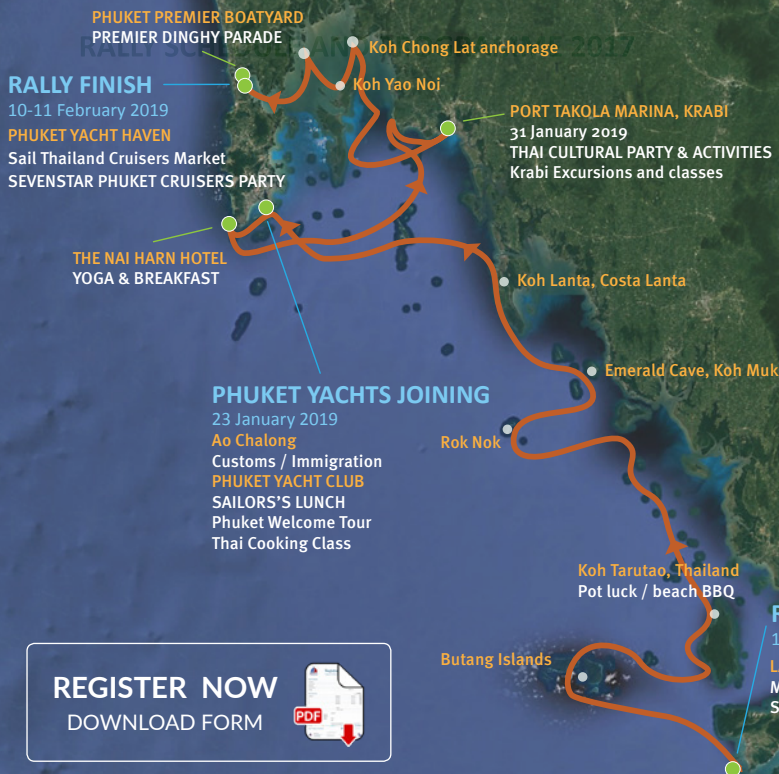 PHUKET PREMIER BOATYARD
PREMIER DINGHY PARADE
Koh Chong Lat anchorage
2017
Koh Yao Noi
RALLY FINISH
10-11 February 2019
PHUKET YACHT HAVEN
Sail Thailand Cruisers Market
SEVENSTAR PHUKET CRUISERS PARTY
PORT TAKOLA MARINA, KRABI
31 January 2019
THAI CULTURAL PARTY & ACTIVITIES
Krabi Excursions and classes
THE NAI HARN HOTEL
YOGA & BREAKFAST
Koh Lanta, Costa Lanta
Emerald Cave, Koh Muk
PHUKET YACHTS JOINING
23 January 2019
Ao Chalong
Customs / Immigration
PHUKET YACHT CLUB
SAILORS'S LUNCH
Phuket Welcome Tour
Thai Cooking Class
Rok Nok
Koh Tarutao, Thailand
Pot luck / beach BBQ
Butang Islands
REGISTER NOW
DOWNLOAD FORM
PDF